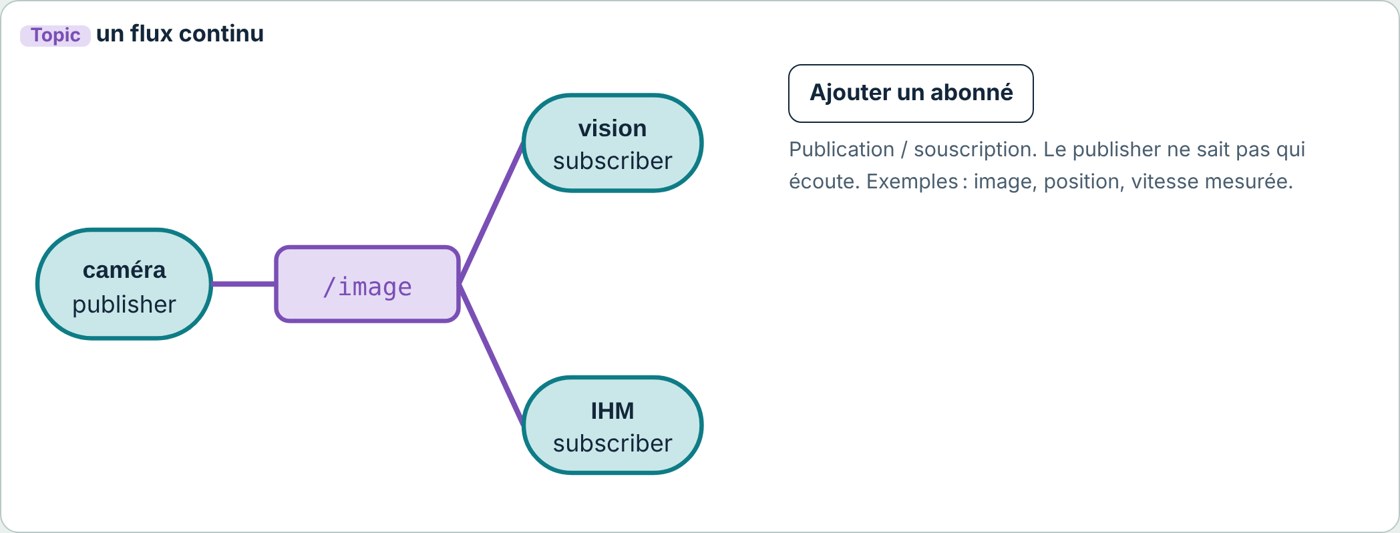 Topic un flux continu
Ajouter un abonné
Publication / souscription. Le publisher ne sait pas qui
écoute. Exemples : image, position, vitesse mesurée.
vision
subscriber
caméra
publisher
/image
IHM
subscriber